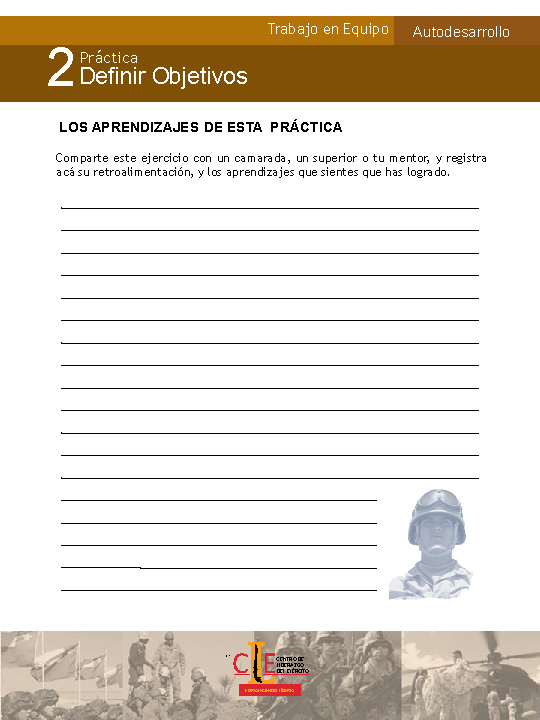 Trabajo en Equipo
Autodesarrollo
2
Práctica
Definir Objetivos
LOS APRENDIZAJES DE ESTA PRÁCTICA
Comparte este ejercicio con un camarada, un superior o tu mentor, y registra
acá su retroalimentación, y los aprendizajes que sientes que has logrado.
CLE
CENTRO DE
LIDERAZGO
DEL EJÉRCITO